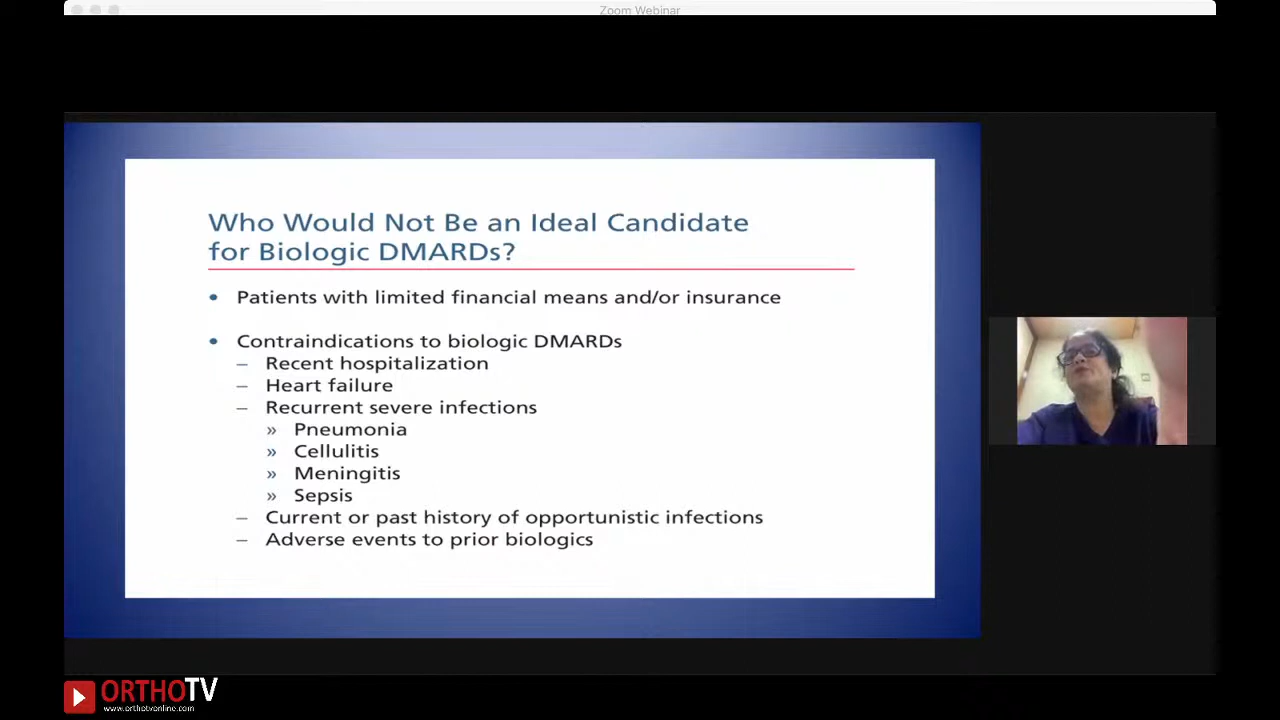 Zoom Webinar
Who Would Not Be an Ideal Candidate
for Biologic DMARDs?
• Patients with limited financial means and/or insurance
• Contraindications to biologic DMARDs
– Recent hospitalization
– Heart failure
– Recurrent severe infections
» Pneumonia
» Cellulitis
» Meningitis
» Sepsis
– Current or past history of opportunistic infections
– Adverse events to prior biologics
ORTHOTV
www.orthotvonline.com